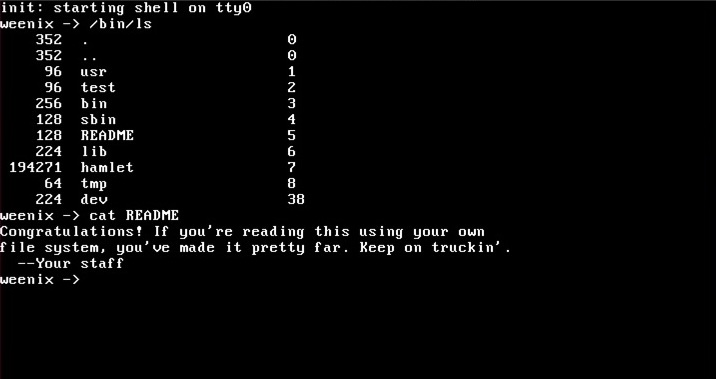 init: starting shell on tty0
weenix -> /bin/ls
352 . 0
352 .. 0
96 usr 1
96 test 2
256 bin 3
128 sbin 4
128 README 5
224 lib 6
194271 hamlet 7
64 tmp 8
224 dev 38
weenix -> cat README
Congratulations! If you're reading this using your own
file system, you've made it pretty far. Keep on truckin'.
--Your staff
weenix ->